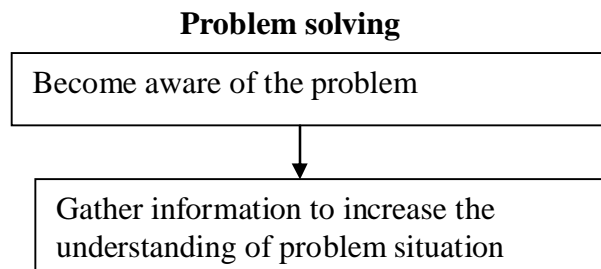 Problem solving
Become aware of the problem
Gather information to increase the
understanding of problem situation